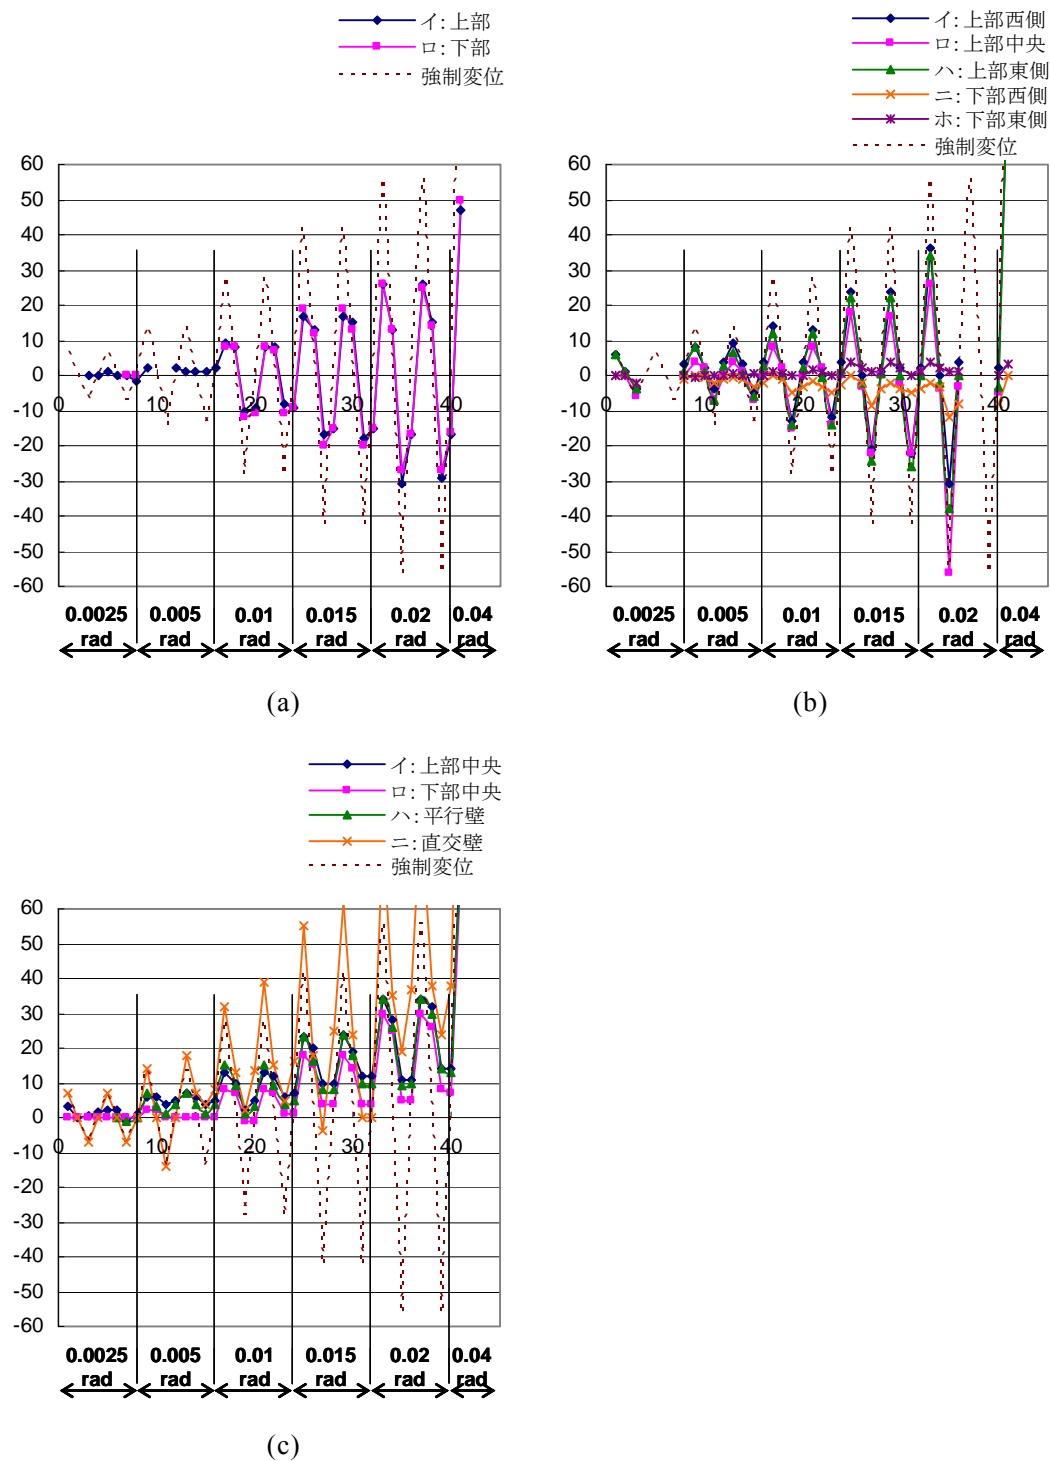 イ:上部
ロ:下部
強制変位
60
50
40
30
20
10
0
-10
-20
-30
-40
-50
-60
0 10 20 30 40
0.0025 rad
0.005 rad
0.01 rad
0.015 rad
0.02 rad
0.04 rad
(a)
イ:上部西側
ロ:上部中央
ハ:上部東側
ニ:下部西側
ホ:下部東側
強制変位
60
50
40
30
20
10
0
-10
-20
-30
-40
-50
-60
0 10 20 30 40
0.0025 rad
0.005 rad
0.01 rad
0.015 rad
0.02 rad
0.04 rad
(b)
イ:上部中央
ロ:下部中央
ハ:平行壁
ニ:直交壁
強制変位
60
50
40
30
20
10
0
-10
-20
-30
-40
-50
-60
0 10 20 30 40
0.0025 rad
0.005 rad
0.01 rad
0.015 rad
0.02 rad
0.04 rad
(c)